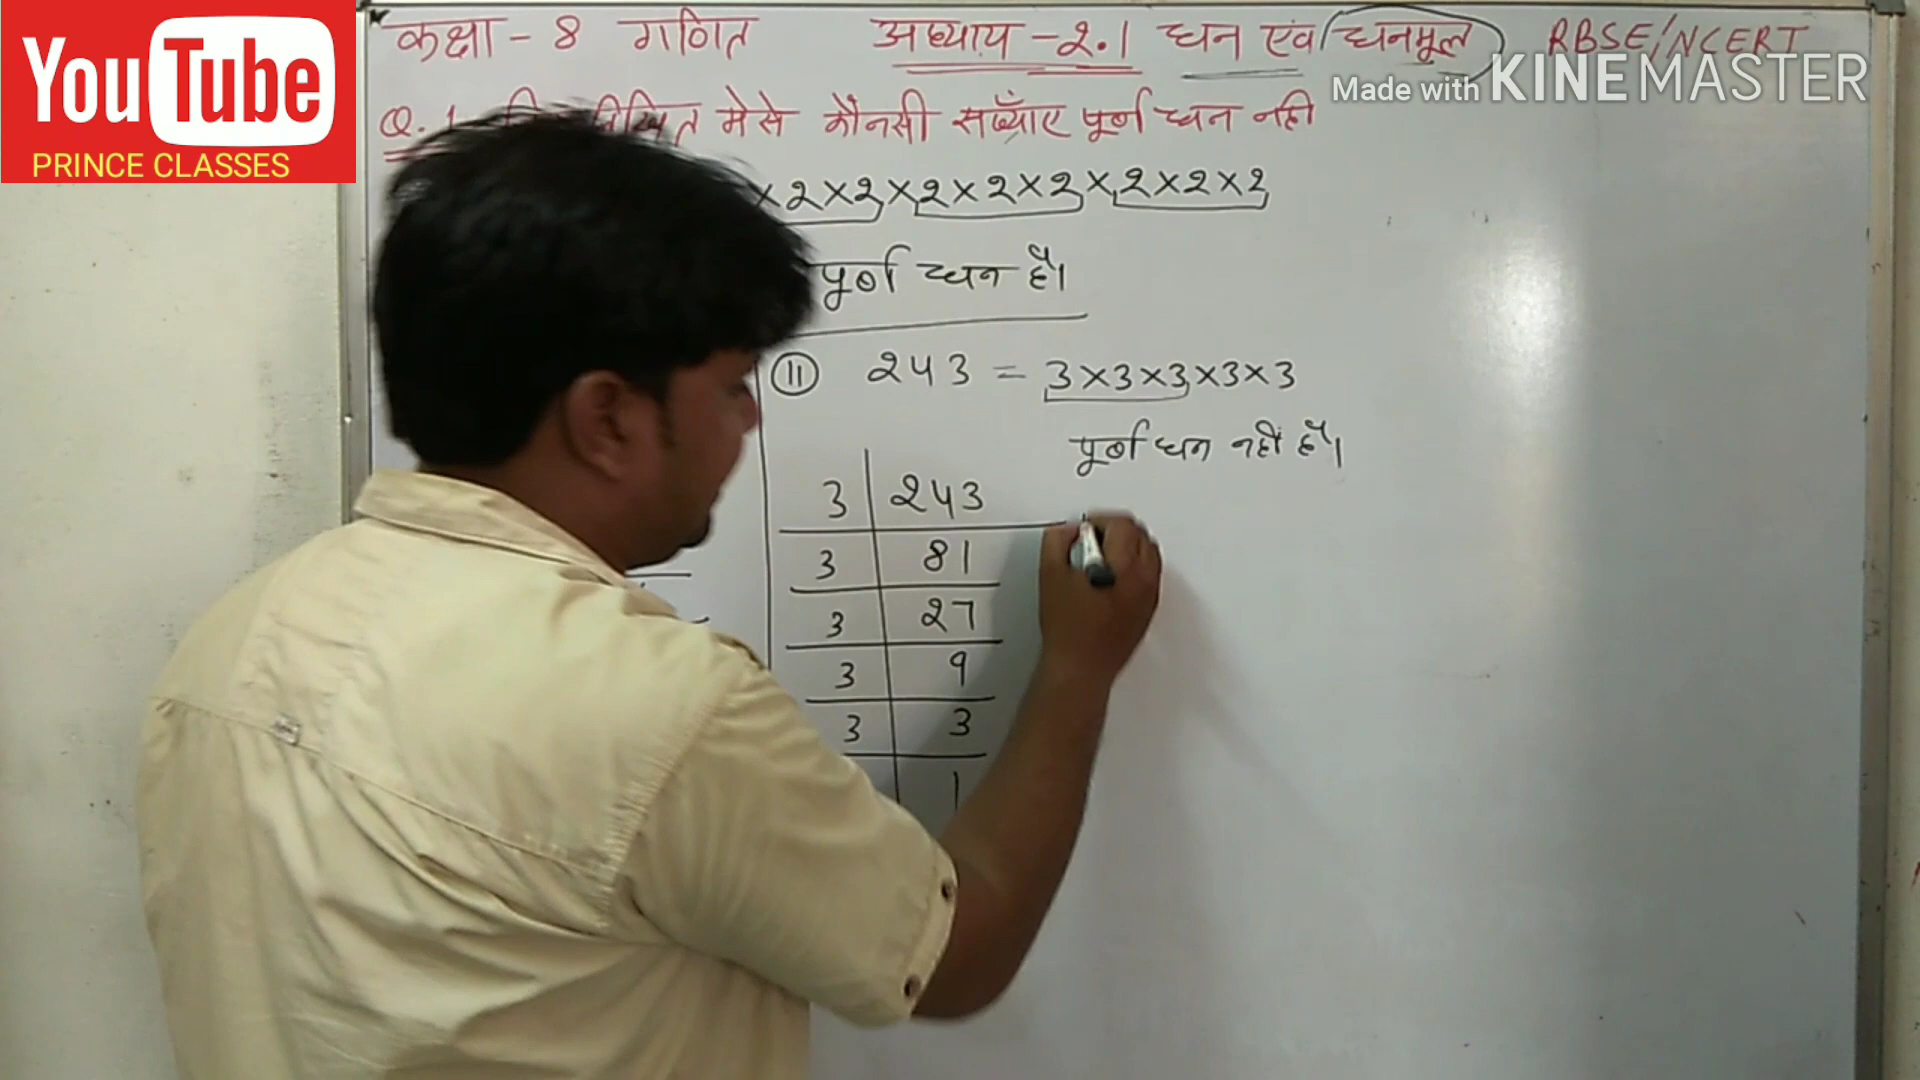 YouTube
PRINCE CLASSES
कक्षा - 8 गणित अध्याय - 2.1 घन एवं घनमूल RBSE/NCERT
Made with KINEMASTER
Q. 1 मेसे कौनसी पूर्ण घन नही
×2×2×2×2×2×2×2×2
पूर्ण घन है।
(ii) 243 = 3×3×3×3×3
पूर्ण घन नही है।
3 | 243
3 | 81
3 | 27
3 | 9
3 | 3
1